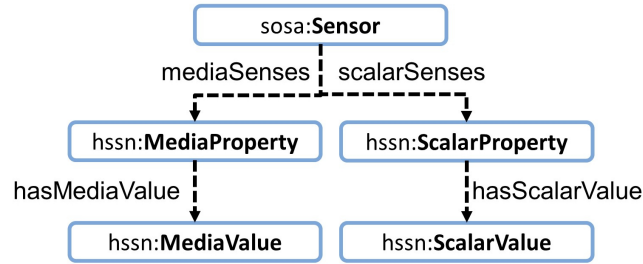 sosa:Sensor
mediaSenses scalarSenses
hssn:MediaProperty hssn:ScalarProperty
hasMediaValue hasScalarValue
hssn:MediaValue hssn:ScalarValue